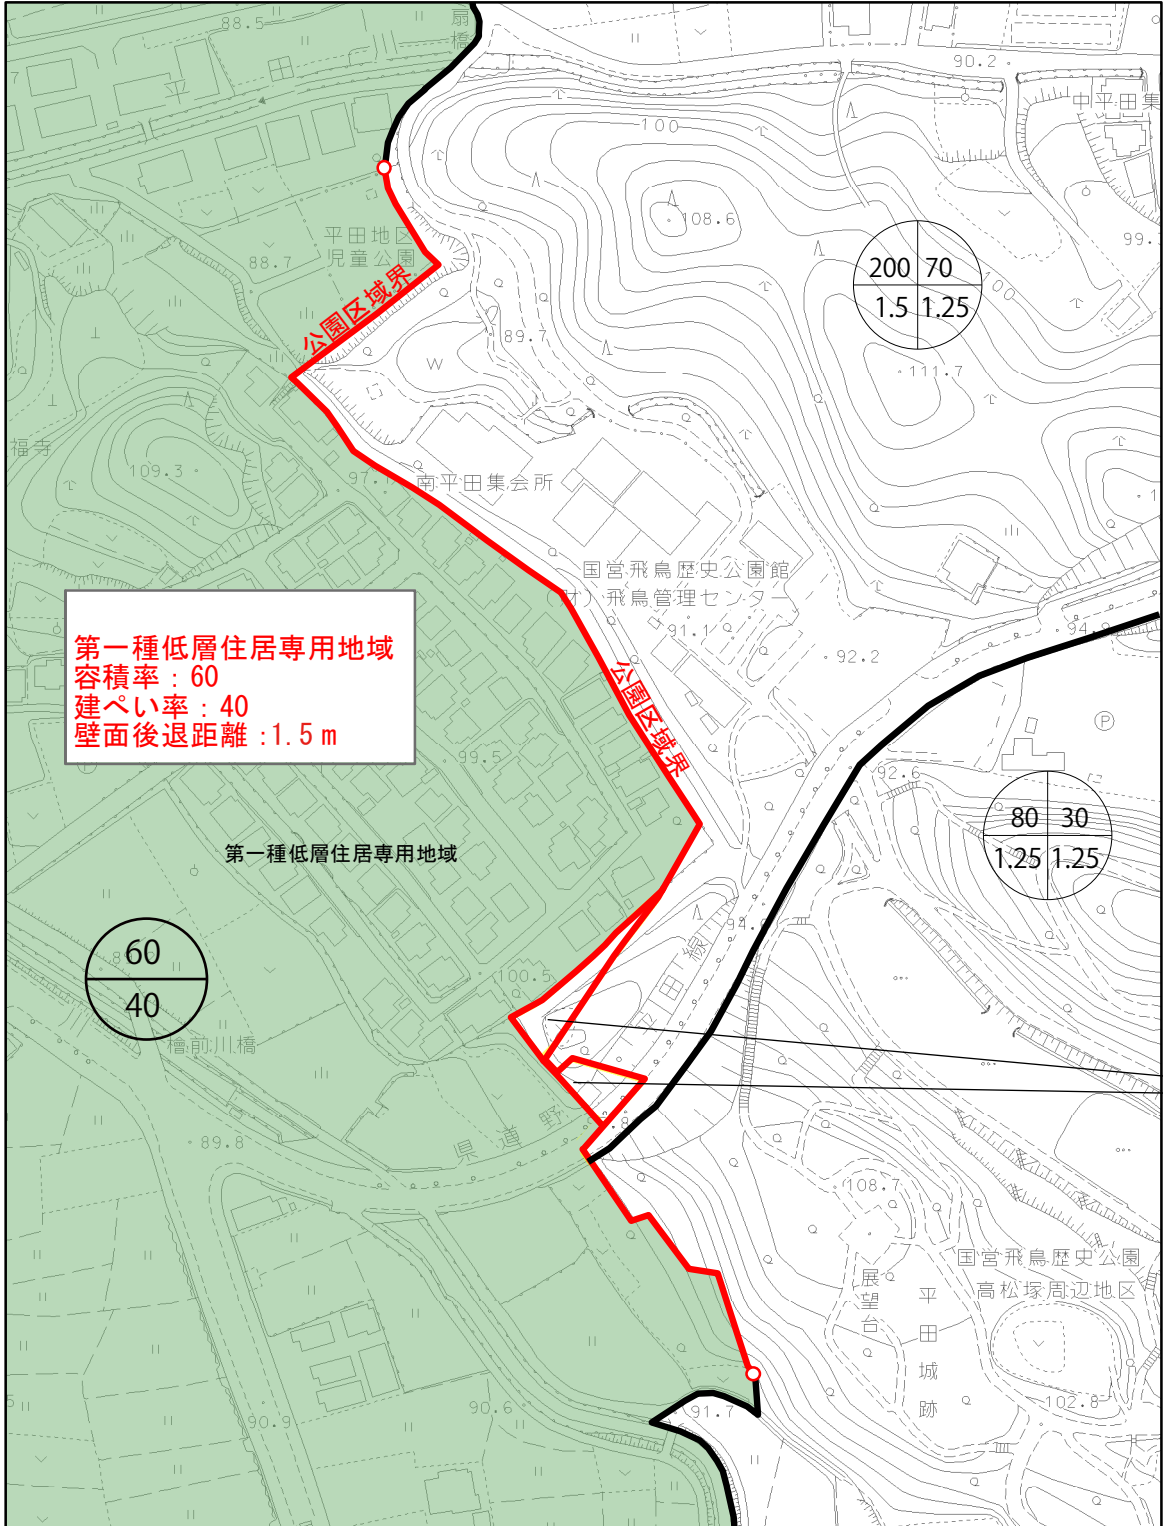 88.5
扇橋
90.2
中平田集
平田
100
108.6
99.
平田地区
児童公園
88.7
公園区域界
200 70
1.5 1.25
100
89.7
W
111.7
福寺
109.3
97.
南平田集会所
国営飛鳥歴史公園館
(財)飛鳥管理センター
91.1
92.2
94.9
第一種低層住居専用地域
容積率：60
建ぺい率：40
壁面後退距離:1.5m
公園区域界
P
99.5
92.6
80 30
1.25 1.25
第一種低層住居専用地域
94.
60
40
100.5
県道野平田線
檜前川橋
89.8
108.7
国営飛鳥歴史公園
高松塚周辺地区
展望台
平田城跡
102.8
91.7
90.6
90.9